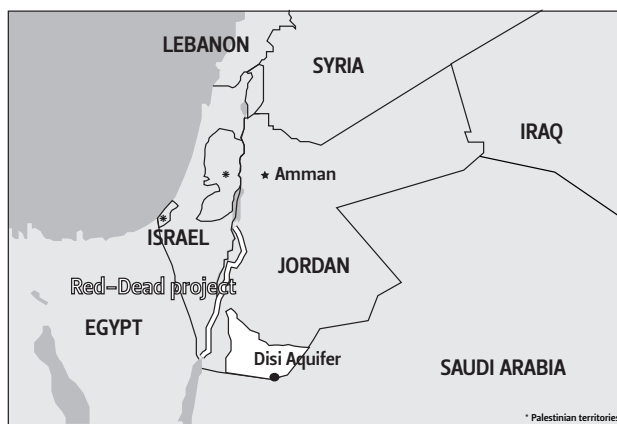 LEBANON
SYRIA
IRAQ
Amman
ISRAEL
JORDAN
Red–Dead project
EGYPT
Disi Aquifer
SAUDI ARABIA
* Palestinian territories